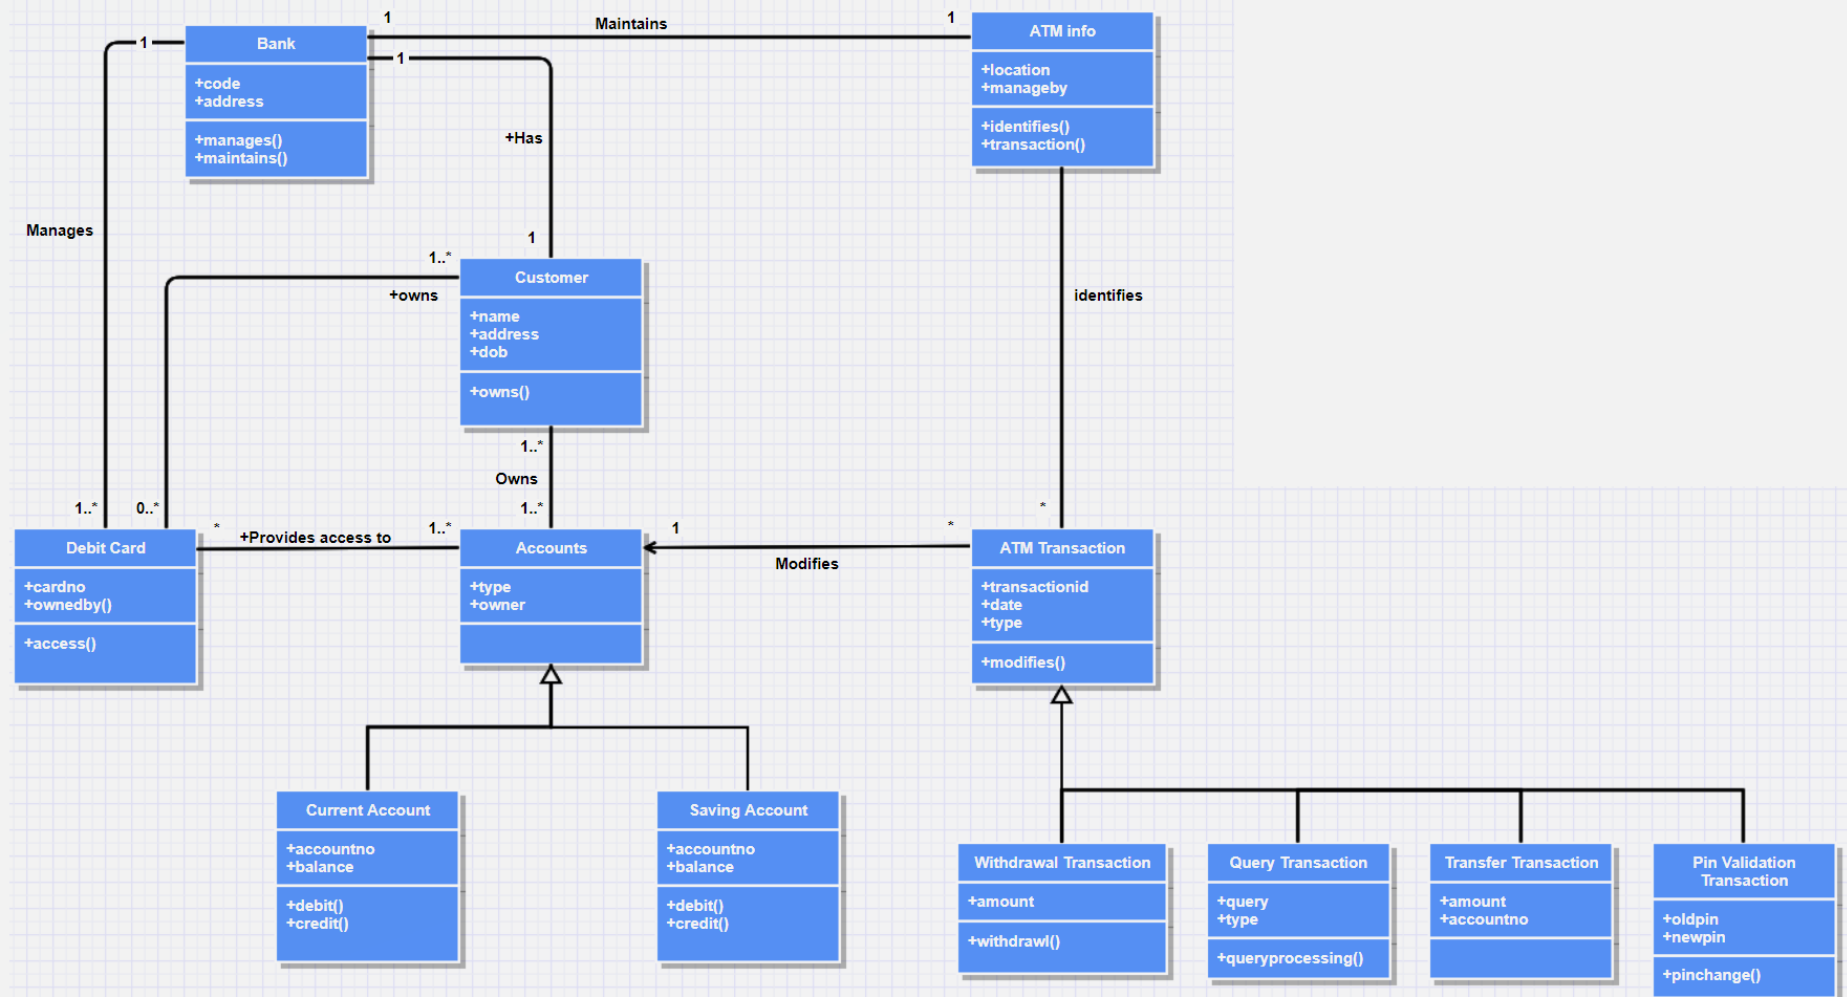 1
Maintains
1
ATM info
1
Bank
1
+code
+address
+location
+manageby
+manages()
+maintains()
+Has
+identifies()
+transaction()
Manages
1
1..*
Customer
+owns
identifies
+name
+address
+dob
+owns()
1..*
Owns
1..*
0..*
1..*
*
*
+Provides access to
1..*
1
*
Debit Card
Accounts
Modifies
ATM Transaction
+cardno
+ownedby()
+type
+owner
+transactionid
+date
+type
+access()
+modifies()
Current Account
Saving Account
+accountno
+balance
+accountno
+balance
+debit()
+credit()
+debit()
+credit()
Withdrawal Transaction
Query Transaction
Transfer Transaction
Pin Validation
Transaction
+amount
+query
+type
+amount
+accountno
+oldpin
+newpin
+withdrawl()
+queryprocessing()
+pinchange()